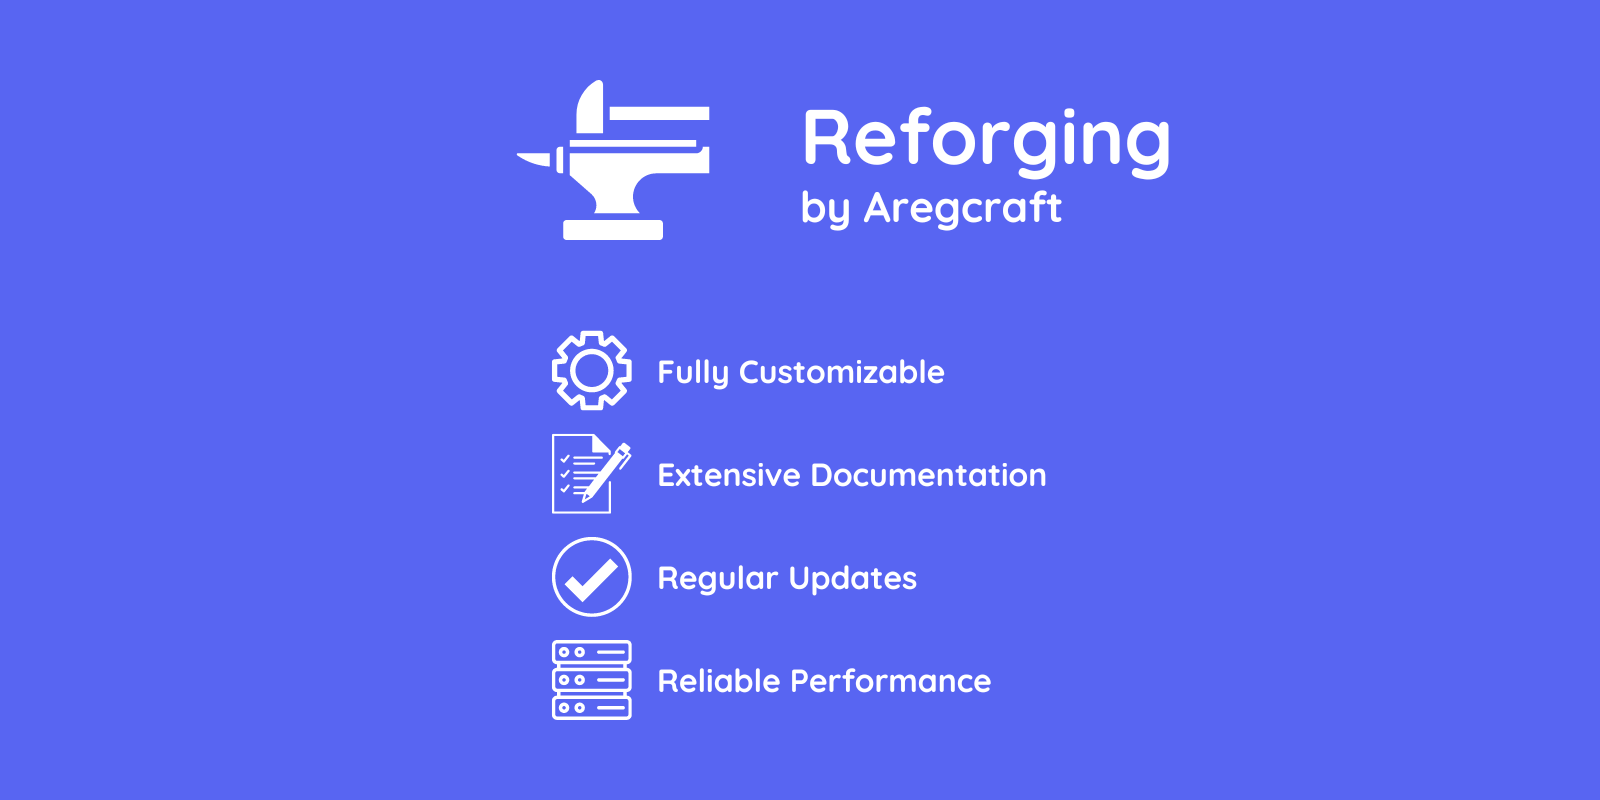 Reforging
by Aregcraft
Fully Customizable
Extensive Documentation
Regular Updates
Reliable Performance